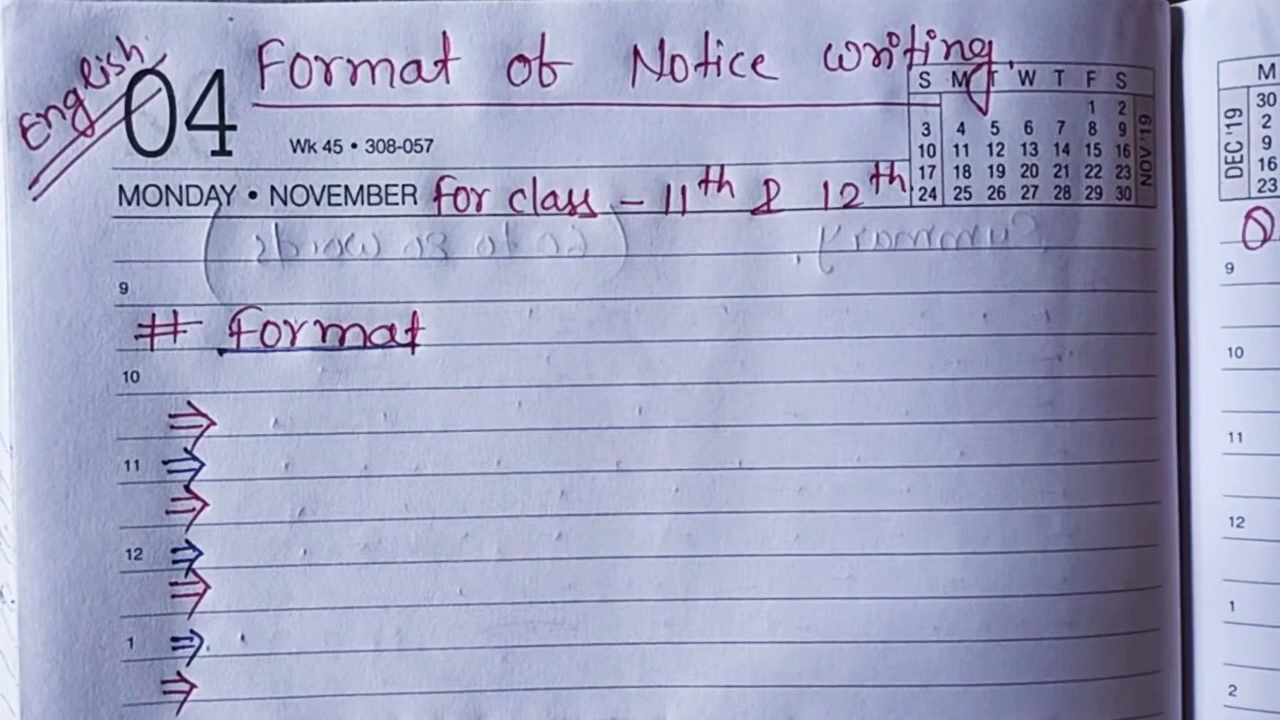 English
Format of Notice writing
04
Wk 45 • 308-057
MONDAY • NOVEMBER
For class - 11th & 12th
S M T W T F S
1 2
3 4 5 6 7 8 9
10 11 12 13 14 15 16
17 18 19 20 21 22 23
24 25 26 27 28 29 30
NOV '19
9
# Format
10
⇒
11 ⇒
⇒
12 ⇒
⇒
1 ⇒
⇒
DEC '19
M
30
2
9
16
23
9
10
11
12
1
2